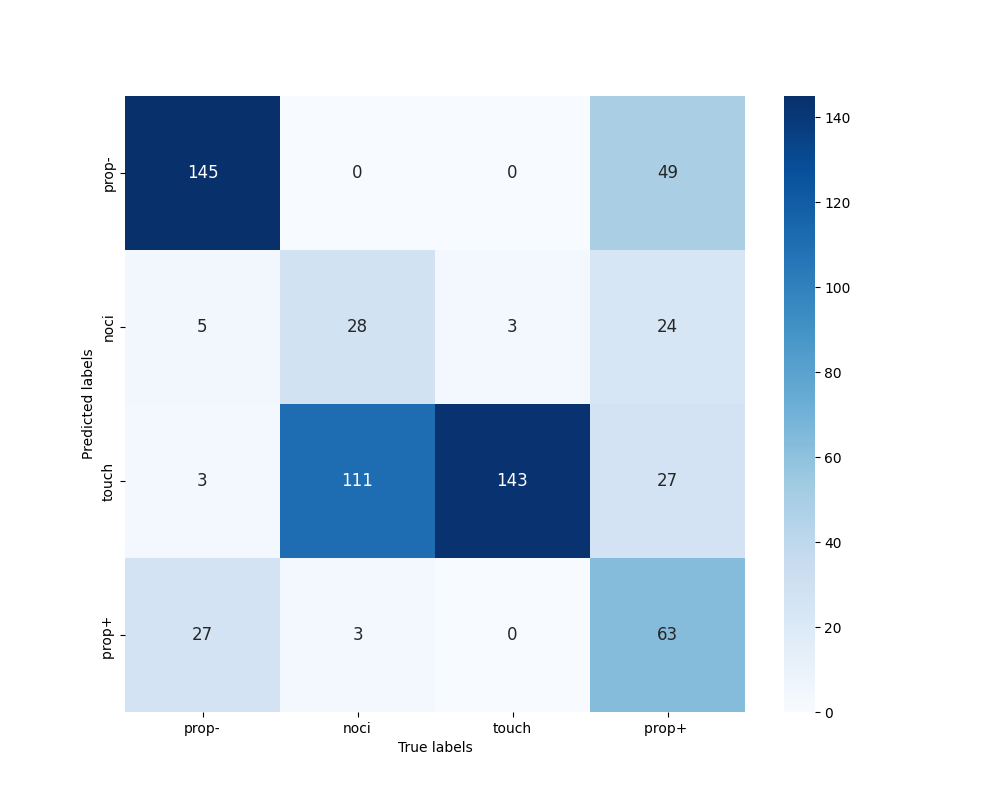 prop-
145 0 0 49
noci
5 28 3 24
touch
3 111 143 27
prop+
27 3 0 63
prop- noci touch prop+
True labels
Predicted labels
140
120
100
80
60
40
20
0